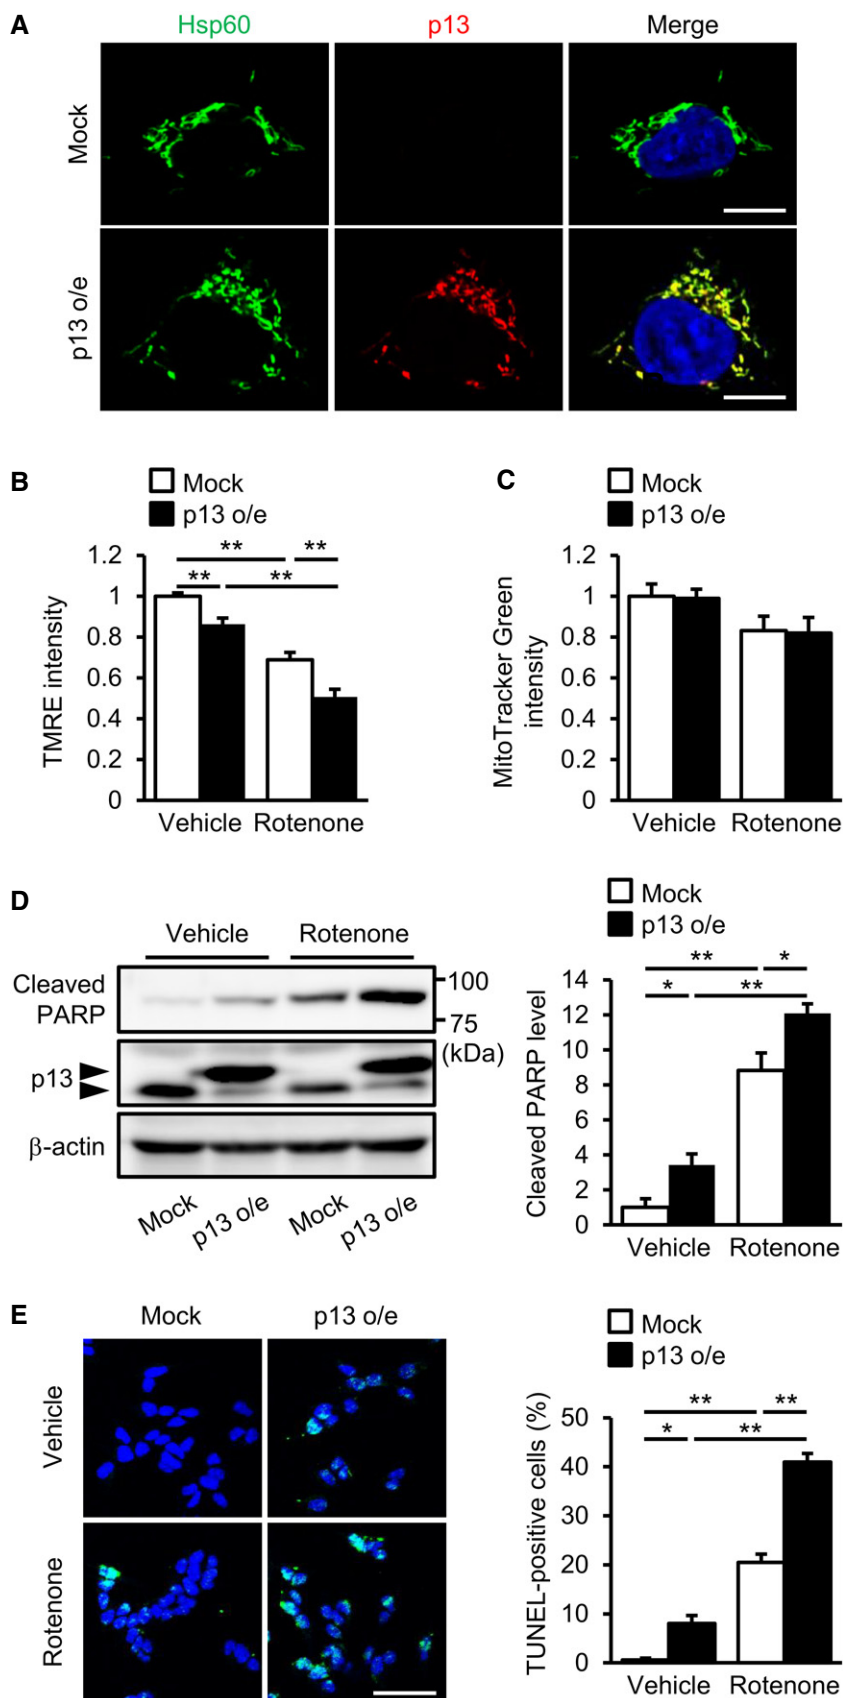 A
Hsp60 p13 Merge
Mock
p13 o/e
B
Mock
p13 o/e
** **
** **
TMRE intensity
1.2
1
0.8
0.6
0.4
0.2
0
Vehicle Rotenone
C
Mock
p13 o/e
MitoTracker Green
intensity
1.2
1
0.8
0.6
0.4
0.2
0
Vehicle Rotenone
D
Vehicle Rotenone
Cleaved
PARP
100
75
(kDa)
p13
β-actin
Mock p13 o/e Mock p13 o/e
Mock
p13 o/e
** *
* **
Cleaved PARP level
14
12
10
8
6
4
2
0
Vehicle Rotenone
E
Mock p13 o/e
Vehicle
Rotenone
Mock
p13 o/e
** **
* **
TUNEL-positive cells (%)
50
40
30
20
10
0
Vehicle Rotenone